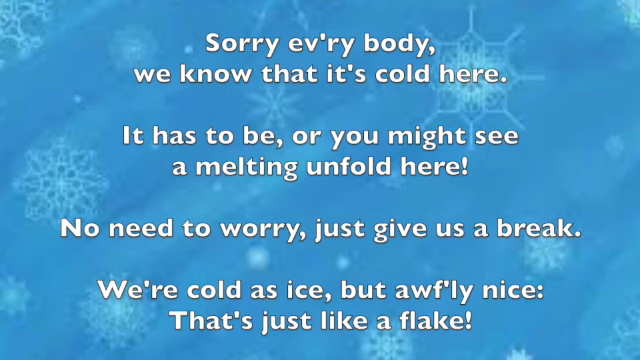 Sorry ev'ry body,
we know that it's cold here.
It has to be, or you might see
a melting unfold here!
No need to worry, just give us a break.
We're cold as ice, but awf'ly nice:
That's just like a flake!